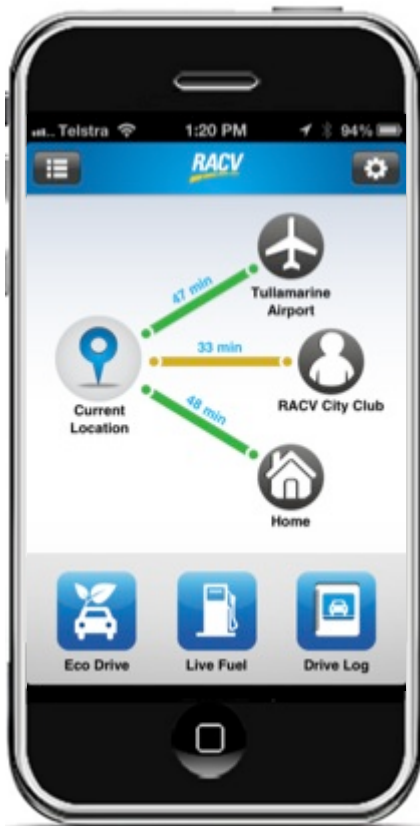 Telstra 1:20 PM 94%
RACV
47 min
Tullamarine
Airport
33 min
RACV City Club
Current
Location
48 min
Home
Eco Drive Live Fuel Drive Log